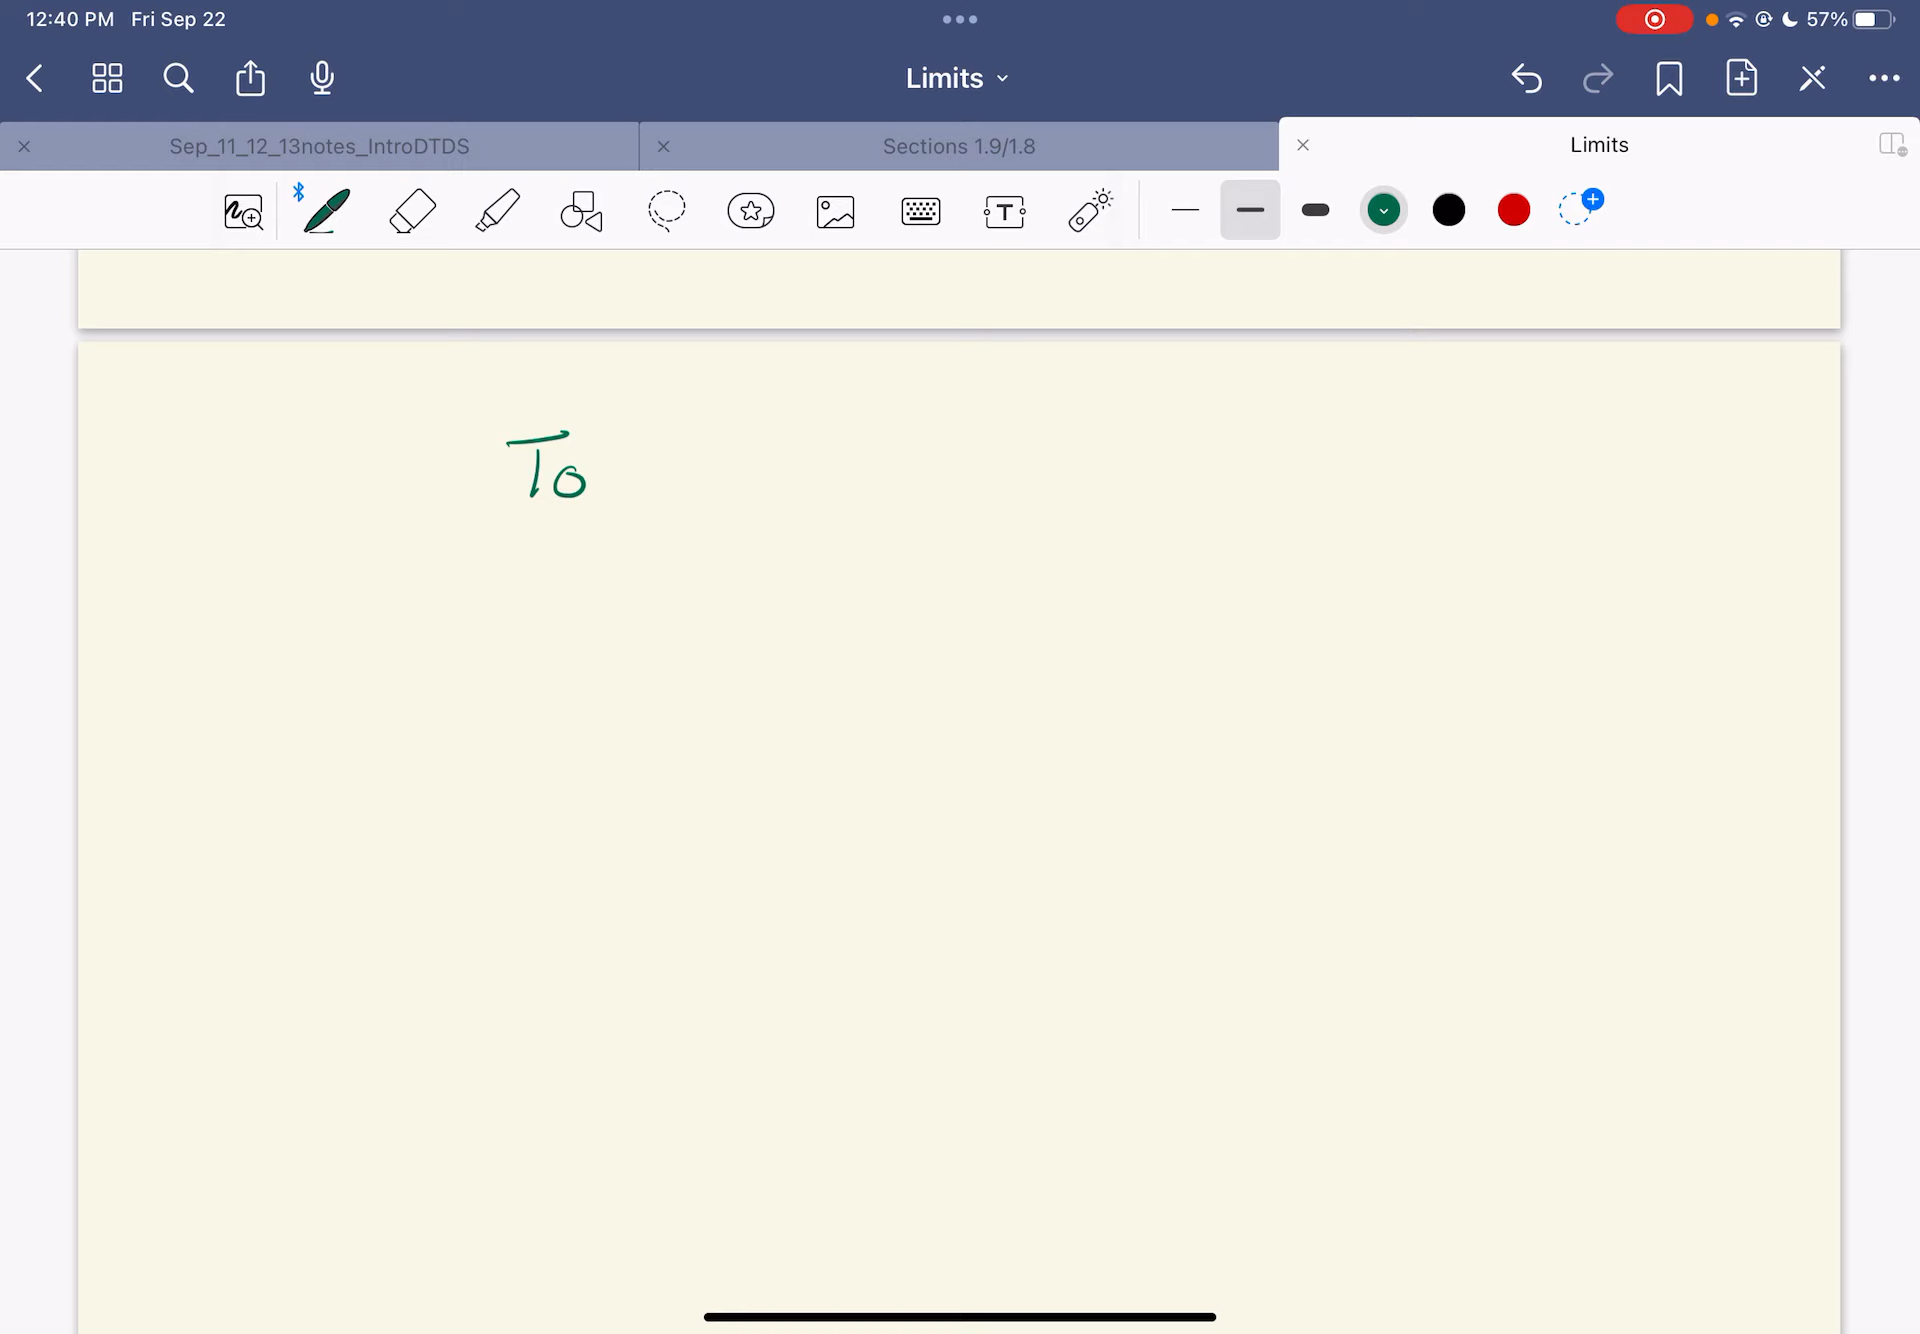 12:40 PM Fri Sep 22
57%
Limits
Sep_11_12_13notes_IntroDTDS
Sections 1.9/1.8
Limits
T
To